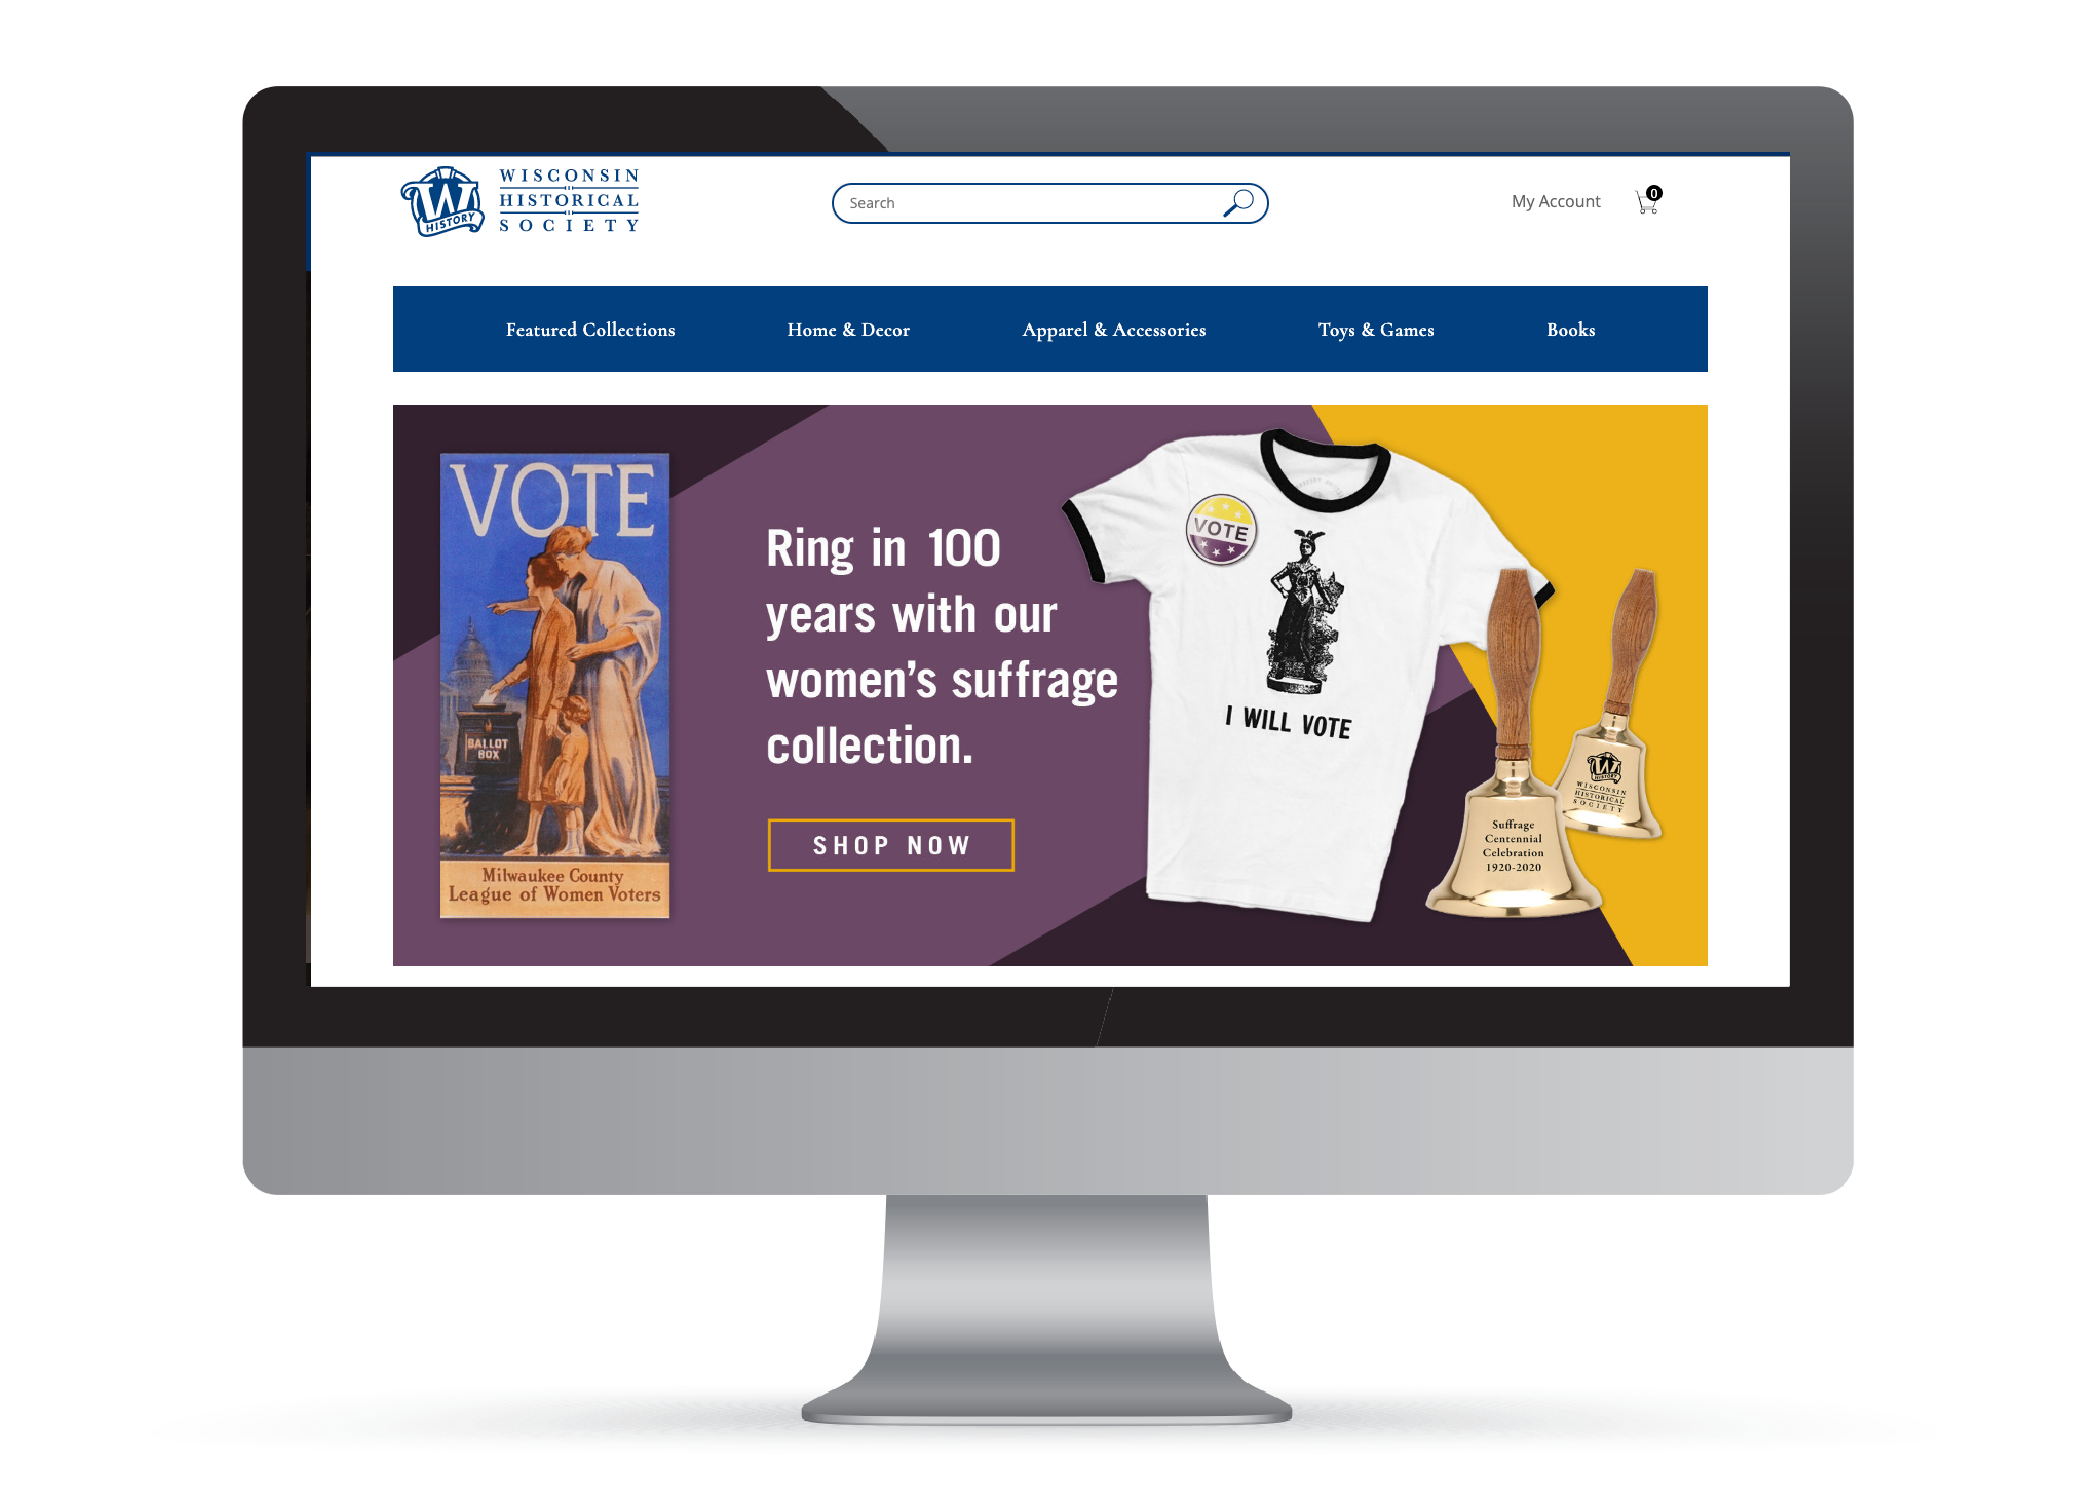 W
HISTORY
WISCONSIN
HISTORICAL
SOCIETY
Search
My Account
0
Featured Collections
Home & Decor
Apparel & Accessories
Toys & Games
Books
VOTE
BALLOT
BOX
Milwaukee County
League of Women Voters
Ring in 100
years with our
women's suffrage
collection.
SHOP NOW
VOTE
I WILL VOTE
Suffrage
Centennial
Celebration
1920-2020
W
HISTORY
WISCONSIN
HISTORICAL
SOCIETY